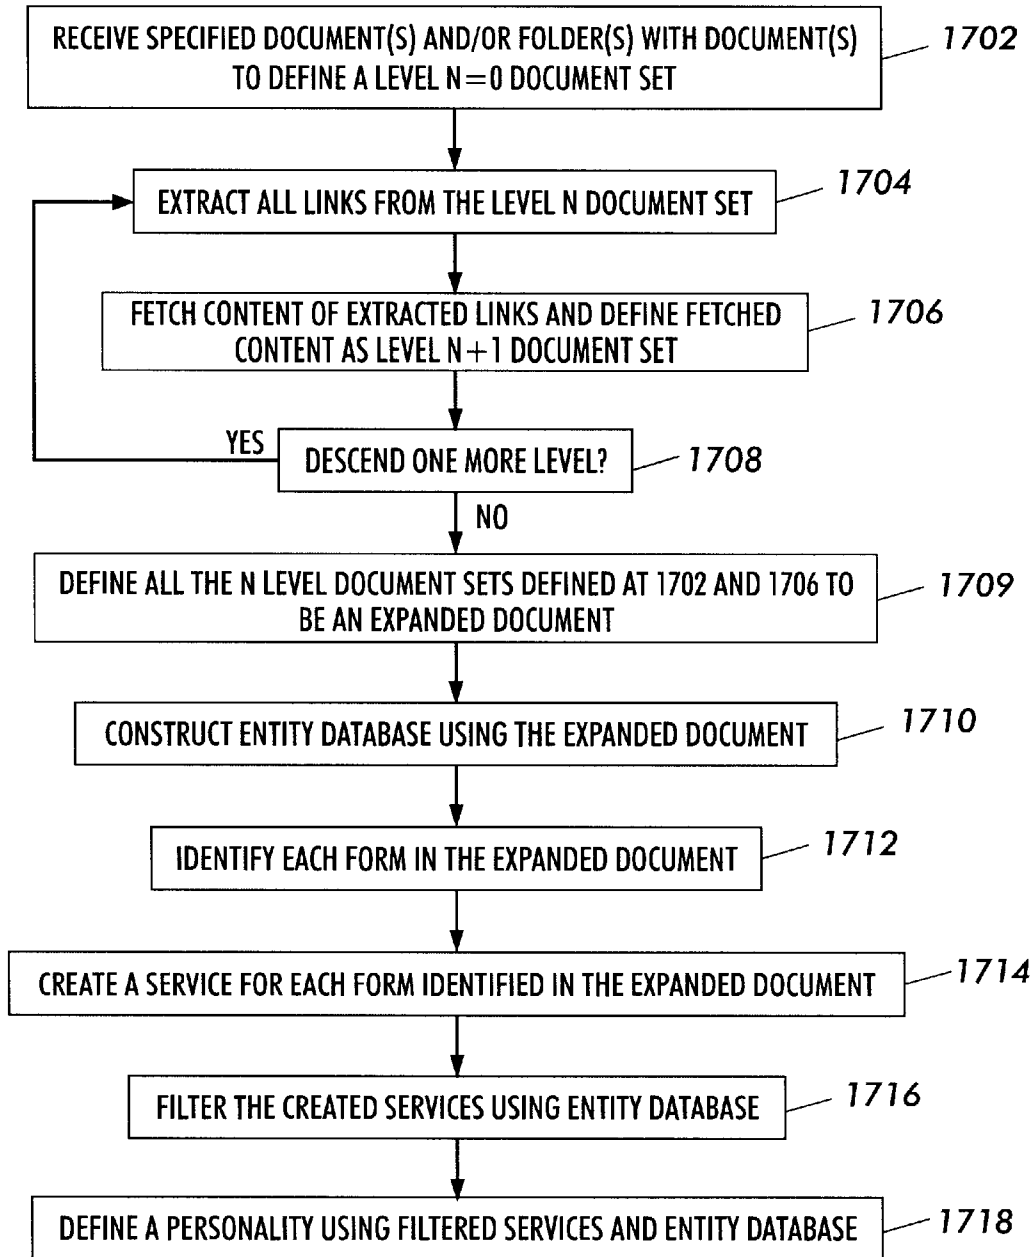 RECEIVE SPECIFIED DOCUMENT(S) AND/OR FOLDER(S) WITH DOCUMENT(S)
TO DEFINE A LEVEL N=0 DOCUMENT SET
1702
EXTRACT ALL LINKS FROM THE LEVEL N DOCUMENT SET
1704
FETCH CONTENT OF EXTRACTED LINKS AND DEFINE FETCHED
CONTENT AS LEVEL N+1 DOCUMENT SET
1706
YES
DESCEND ONE MORE LEVEL?
1708
NO
DEFINE ALL THE N LEVEL DOCUMENT SETS DEFINED AT 1702 AND 1706 TO
BE AN EXPANDED DOCUMENT
1709
CONSTRUCT ENTITY DATABASE USING THE EXPANDED DOCUMENT
1710
IDENTIFY EACH FORM IN THE EXPANDED DOCUMENT
1712
CREATE A SERVICE FOR EACH FORM IDENTIFIED IN THE EXPANDED DOCUMENT
1714
FILTER THE CREATED SERVICES USING ENTITY DATABASE
1716
DEFINE A PERSONALITY USING FILTERED SERVICES AND ENTITY DATABASE
1718